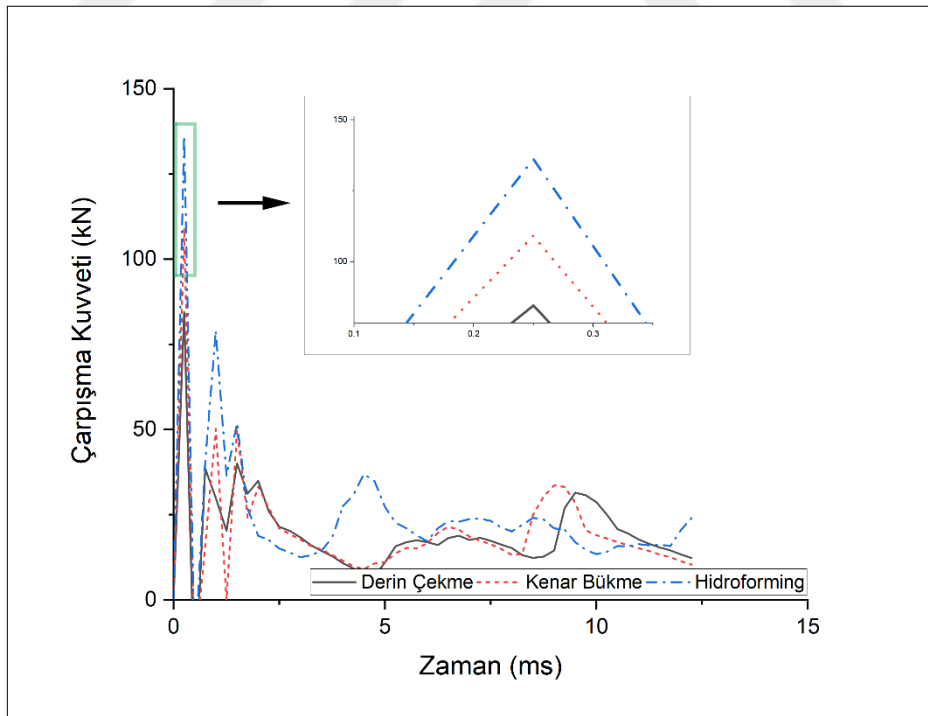 150
100
50
0
Çarpışma Kuvveti (kN)
150
100
0.1 0.2 0.3
Derin Çekme Kenar Bükme Hidroforming
0 5 10 15
Zaman (ms)